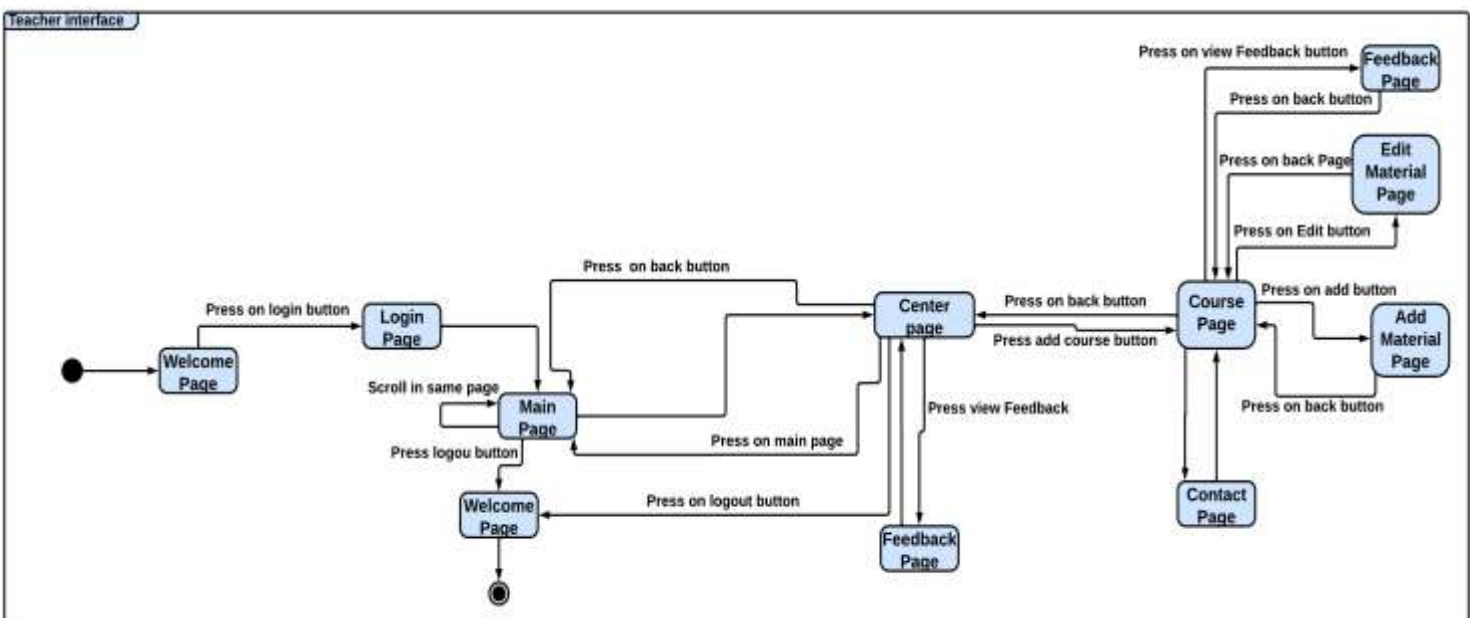 Teacher interface
Press on view Feedback button
Feedback
Page
Press on back button
Edit
Material
Page
Press on back Page
Press on Edit button
Press  on back button
Center
page
Press on back button
Course
Page
Press on add button
Press on login button
Login
Page
Add
Material
Page
Press add course button
Welcome
Page
Scroll in same page
Main
Page
Press view Feedback
Press on back button
Press on main page
Press logou button
Welcome
Page
Press on logout button
Contact
Page
Feedback
Page